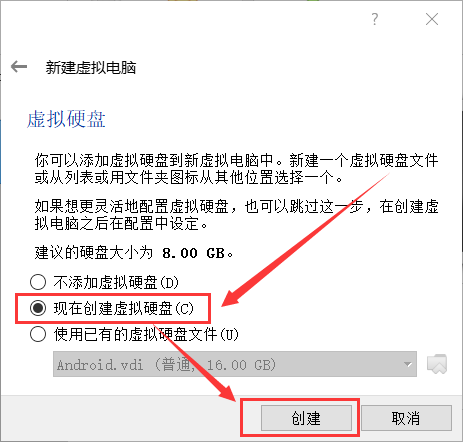 ?
新建虚拟电脑
虚拟硬盘
你可以添加虚拟硬盘到新虚拟电脑中。新建一个虚拟硬盘文件
或从列表或用文件夹图标从其他位置选择一个。
如果想更灵活地配置虚拟硬盘，也可以跳过这一步，在创建虚
拟电脑之后在配置中设定。
建议的硬盘大小为 8.00 GB。
不添加虚拟硬盘(D)
现在创建虚拟硬盘(C)
使用已有的虚拟硬盘文件(U)
Android.vdi (普通, 16.00 GB)
创建
取消